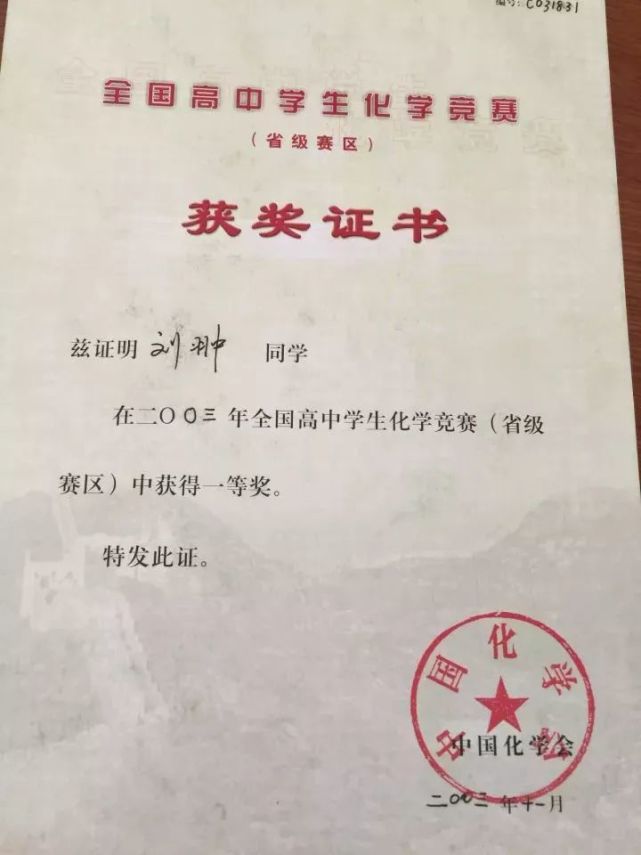 编号:C031831
全国高中学生化学竞赛
(省级赛区)
获奖证书
兹证明 刘翀 同学
在二〇〇三年全国高中学生化学竞赛(省级
赛区)中获得一等奖。
特发此证。
中国化学会
中国化学会
二〇〇三年十一月